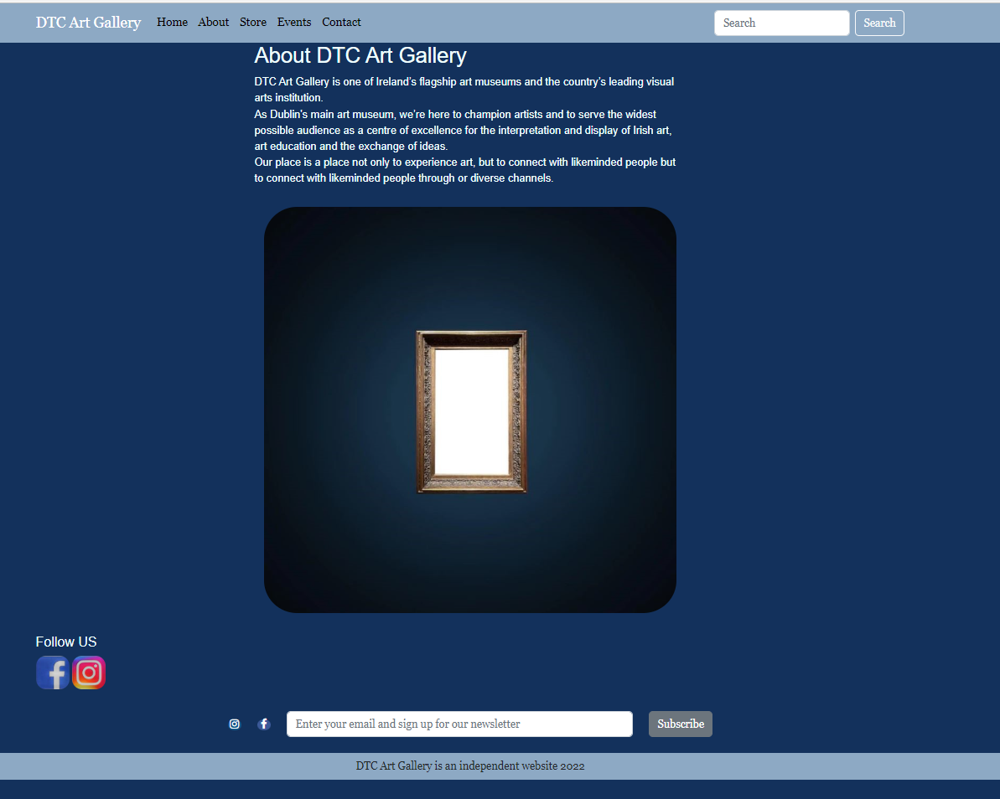 DTC Art Gallery Home About Store Events Contact Search Search
About DTC Art Gallery
DTC Art Gallery is one of Ireland's flagship art museums and the country's leading visual
arts institution.
As Dublin's main art museum, we're here to champion artists and to serve the widest
possible audience as a centre of excellence for the interpretation and display of Irish art,
art education and the exchange of ideas.
Our place is a place not only to experience art, but to connect with likeminded people but
to connect with likeminded people through or diverse channels.
Follow US
Enter your email and sign up for our newsletter Subscribe
DTC Art Gallery is an independent website 2022